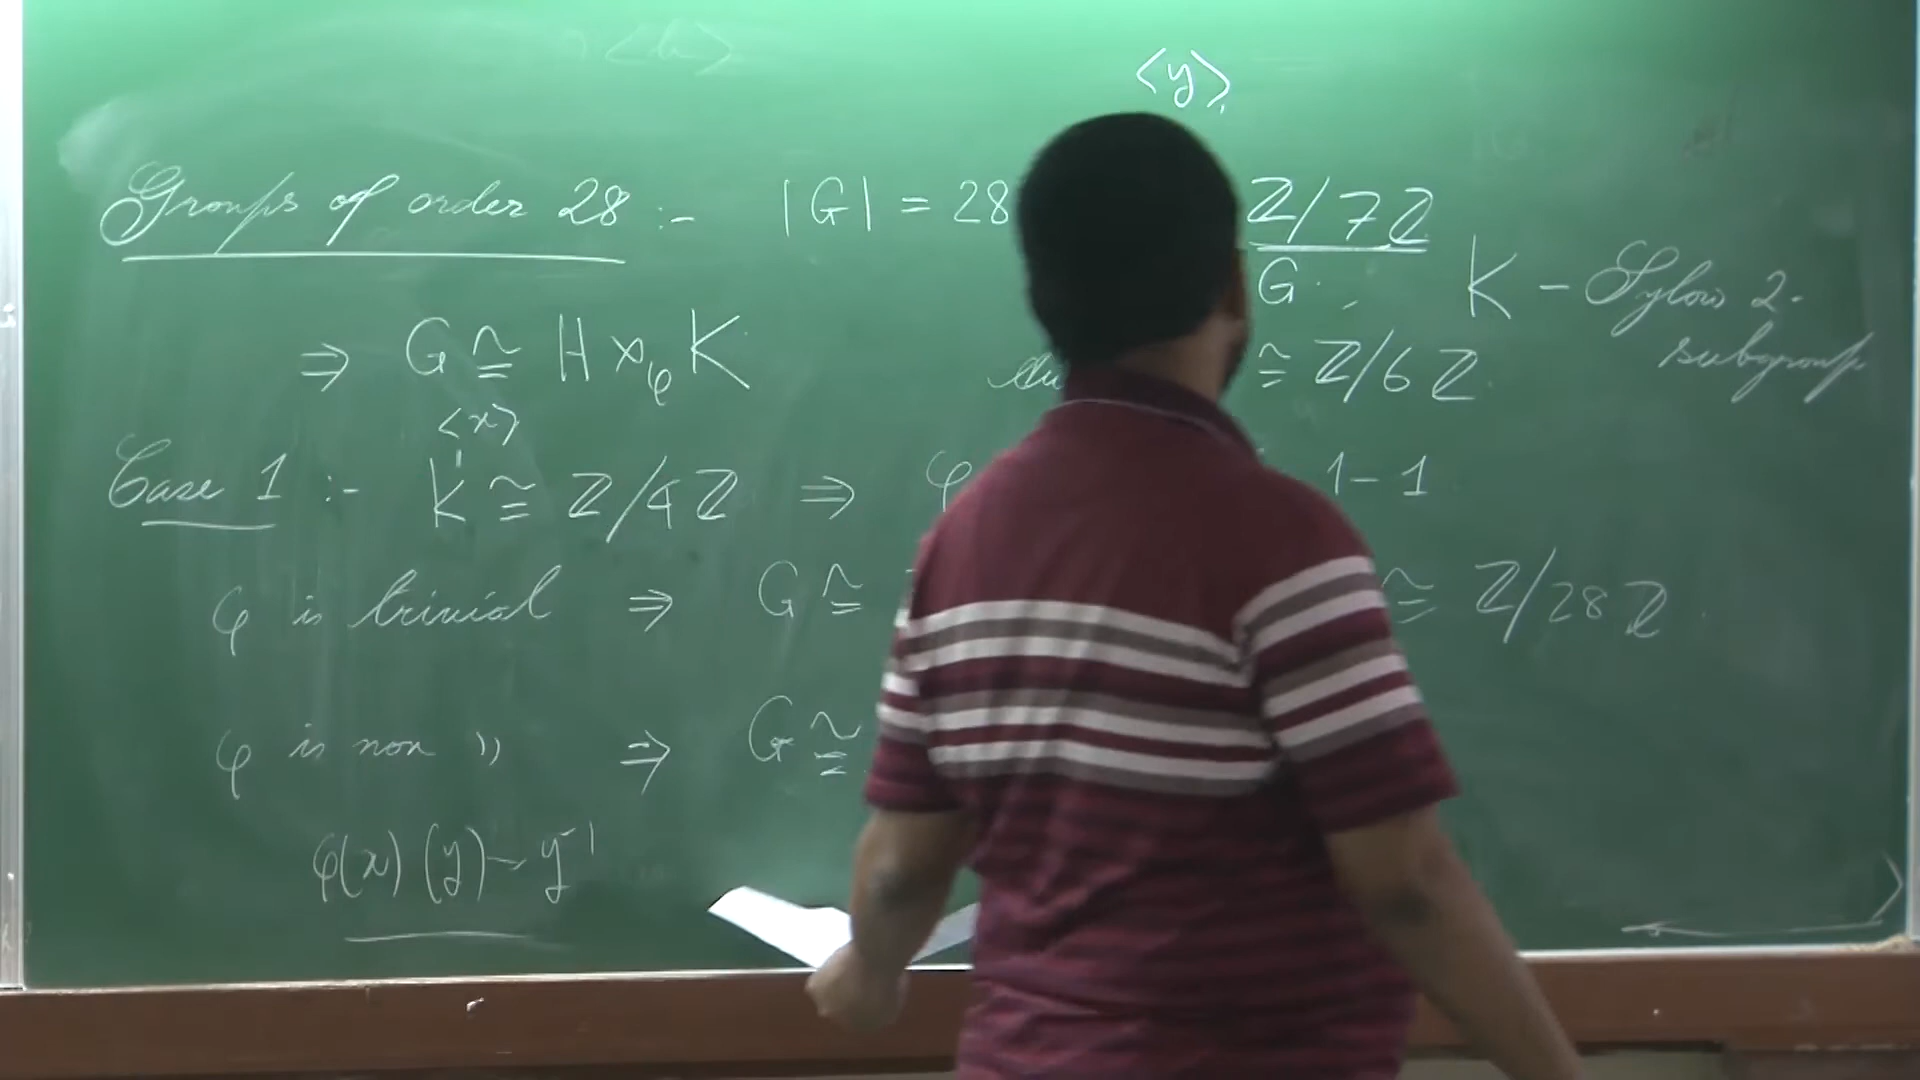 <y>
Groups of order 28 :- |G| = 28 Z/7Z
G. K - Sylow 2-
subgroup
⇒ G ≅ H ⋊φ K ≅ Z/6Z.
<x>
Case 1 :- K ≅ Z/4Z ⇒ φ 1-1
φ is trivial ⇒ G ≅ ≅ Z/28Z.
φ is non " ⇒ G ≅
φ(x)(y) = y⁻¹